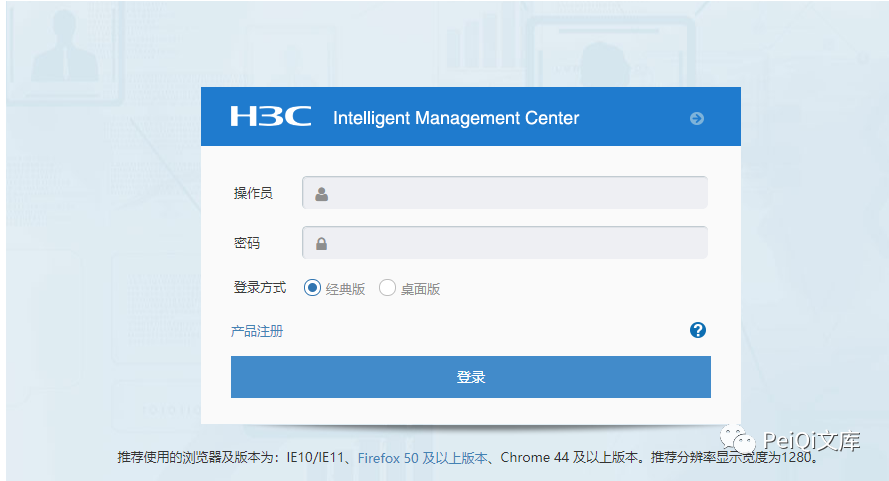 H3C Intelligent Management Center
操作员
密码
登录方式 经典版 桌面版
产品注册
登录
PeiQi文库
推荐使用的浏览器及版本为：IE10/IE11、Firefox 50 及以上版本、Chrome 44 及以上版本。推荐分辨率显示宽度为1280。